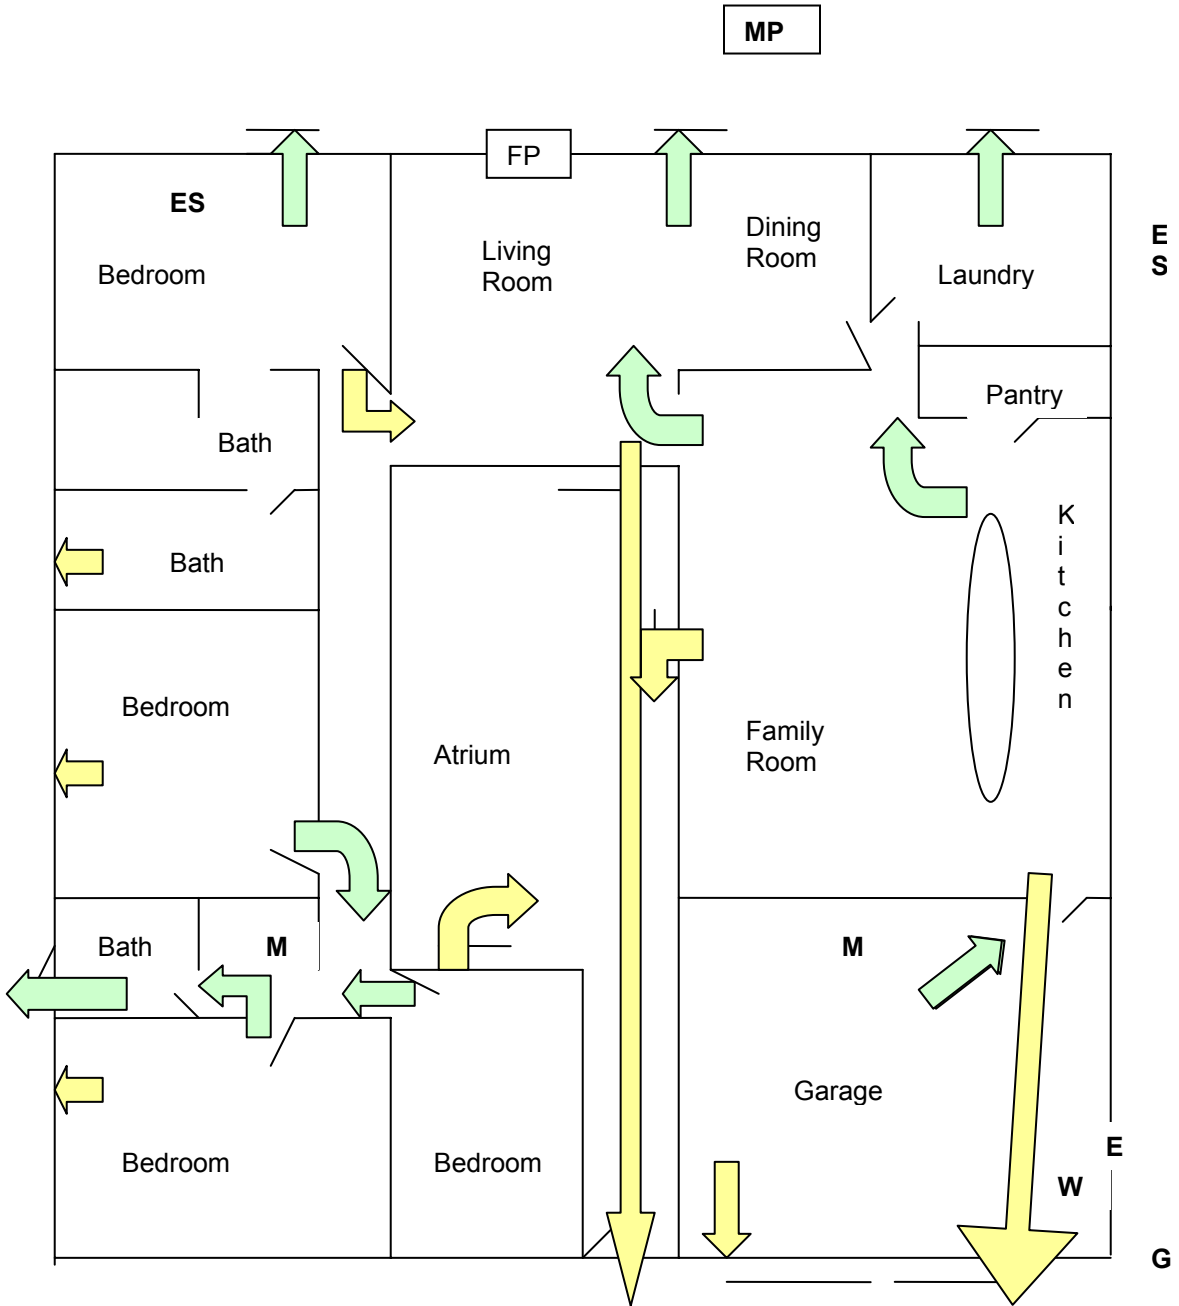 MP
FP
ES
Bedroom
Living
Room
Dining
Room
Laundry
E
S
Pantry
Bath
Bath
K
i
t
c
h
e
n
Bedroom
Atrium
Family
Room
Bath
M
M
Garage
Bedroom
Bedroom
E
W
G